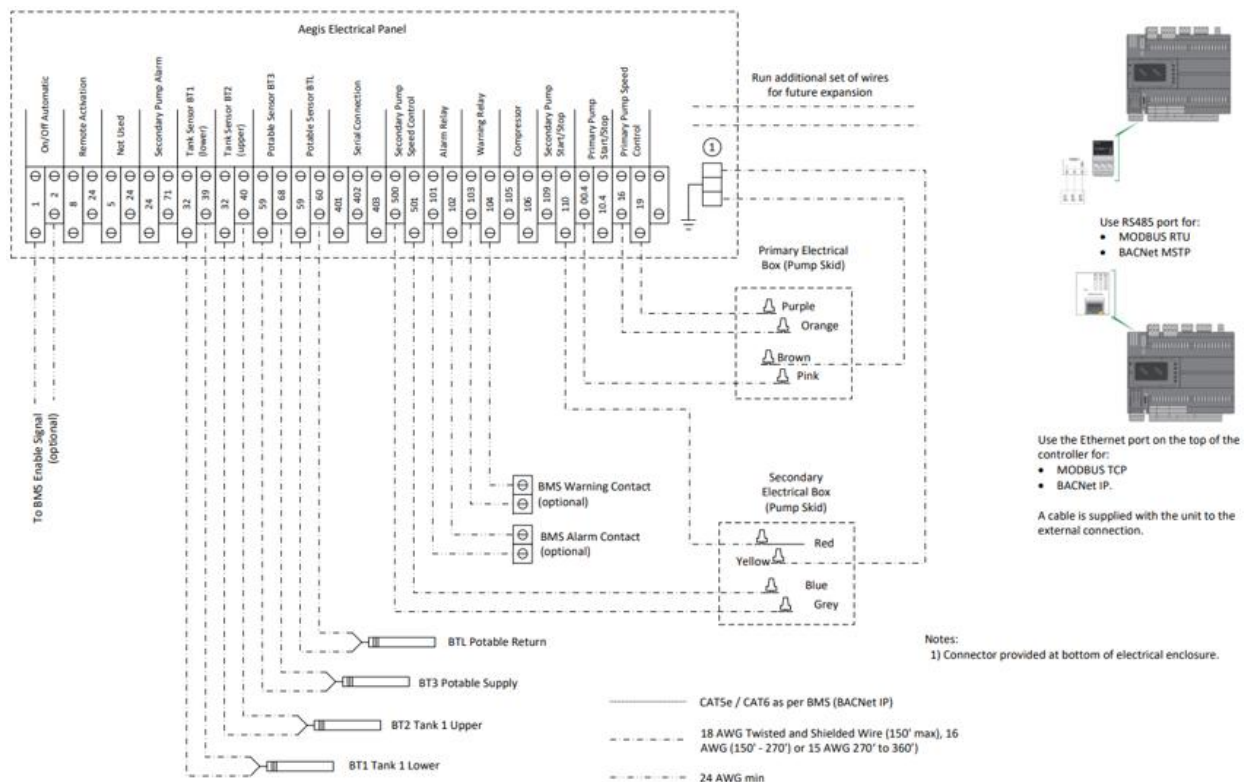 Aegis Electrical Panel
On/Off Automatic
Remote Activation
Not Used
Secondary Pump Alarm
Tank Sensor BT1
(lower)
Tank Sensor BT2
(upper)
Potable Sensor BT3
Potable Sensor BTL
Serial Connection
Secondary Pump
Speed Control
Alarm Relay
Warning Relay
Compressor
Secondary Pump
Start/Stop
Primary Pump
Start/Stop
Primary Pump Speed
Control
1
2
8
24
5
24
24
71
32
39
32
40
59
68
59
60
401
402
403
500
501
101
102
103
104
105
106
109
110
00.4
10.4
16
19
Run additional set of wires
for future expansion
1
Primary Electrical
Box (Pump Skid)
Purple
Orange
Brown
Pink
To BMS Enable Signal
(optional)
BMS Warning Contact
(optional)
BMS Alarm Contact
(optional)
Secondary
Electrical Box
(Pump Skid)
Red
Yellow
Blue
Grey
BTL Potable Return
BT3 Potable Supply
BT2 Tank 1 Upper
BT1 Tank 1 Lower
CAT5e / CAT6 as per BMS (BACNet IP)
18 AWG Twisted and Shielded Wire (150' max), 16
AWG (150' - 270') or 15 AWG 270' to 360')
24 AWG min
Use RS485 port for:
• MODBUS RTU
• BACNet MSTP
Use the Ethernet port on the top of the
controller for:
• MODBUS TCP
• BACNet IP.
A cable is supplied with the unit to the
external connection.
Notes:
1) Connector provided at bottom of electrical enclosure.